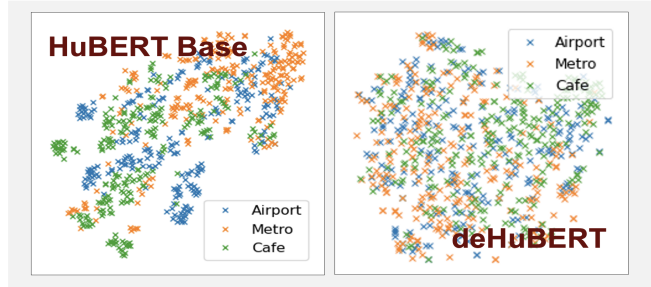 HuBERT Base
Airport
Metro
Cafe
Airport
Metro
Cafe
deHuBERT